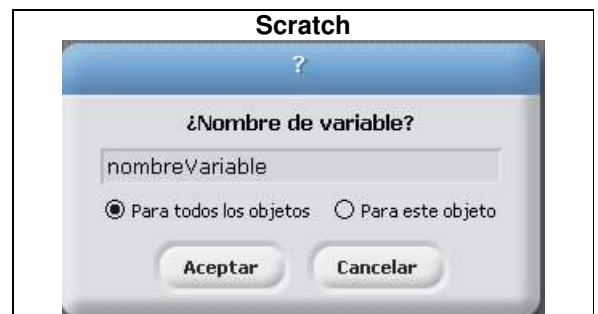 Scratch
?
¿Nombre de variable?
nombreVariable
Para todos los objetos Para este objeto
Aceptar Cancelar